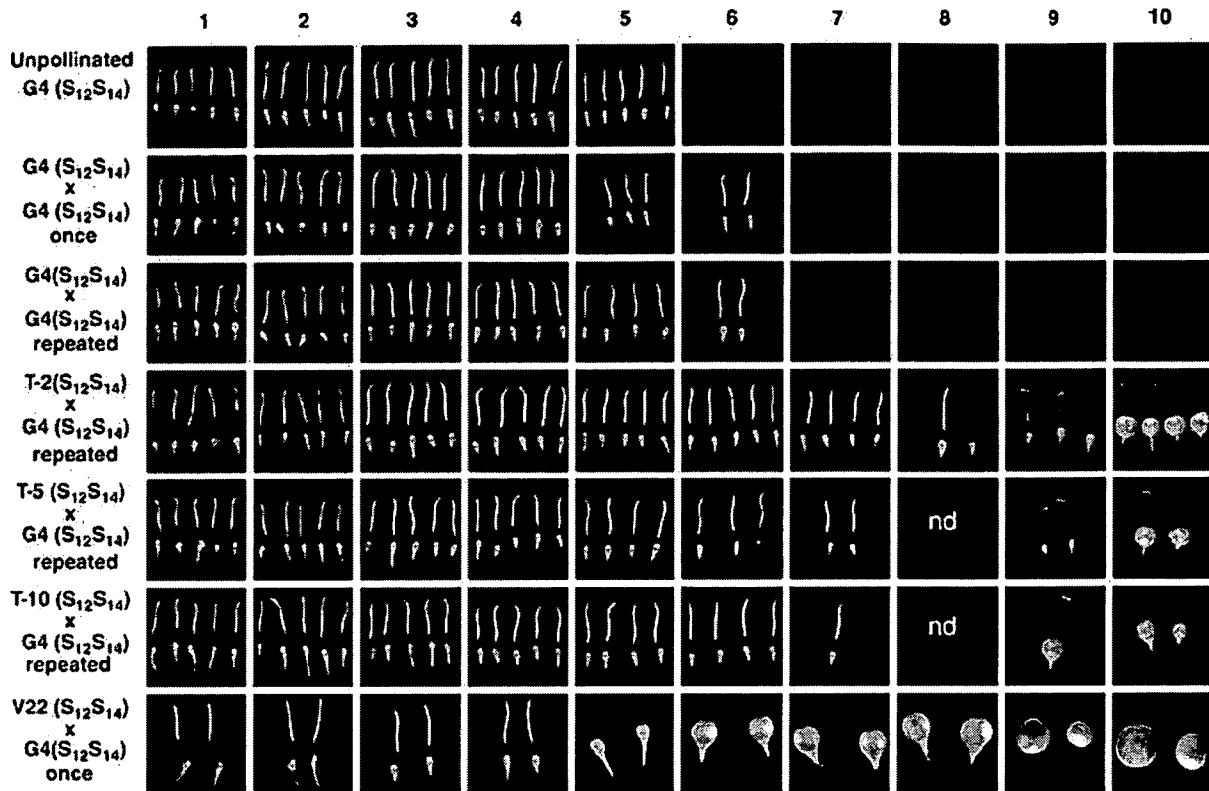 1 2 3 4 5 6 7 8 9 10
Unpollinated
G4 (S₁₂S₁₄)
G4 (S₁₂S₁₄)
x
G4 (S₁₂S₁₄)
once
G4(S₁₂S₁₄)
x
G4(S₁₂S₁₄)
repeated
T-2(S₁₂S₁₄)
x
G4 (S₁₂S₁₄)
repeated
T-5 (S₁₂S₁₄)
x
G4 (S₁₂S₁₄)
repeated
nd
T-10 (S₁₂S₁₄)
x
G4 (S₁₂S₁₄)
repeated
nd
V22 (S₁₂S₁₄)
x
G4(S₁₂S₁₄)
once